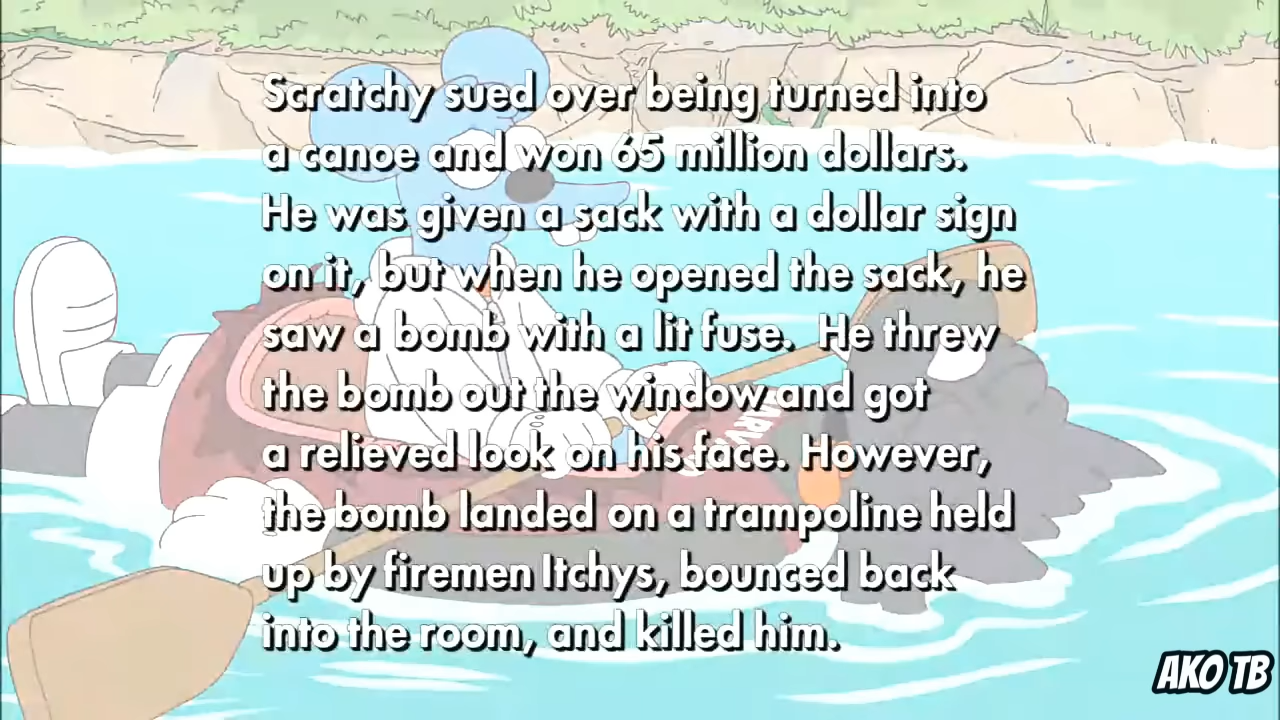 Scratchy sued over being turned into
a canoe and won 65 million dollars.
He was given a sack with a dollar sign
on it, but when he opened the sack, he
saw a bomb with a lit fuse.  He threw
the bomb out the window and got
a relieved look on his face. However,
the bomb landed on a trampoline held
up by firemen Itchys, bounced back
into the room, and killed him.
AKO TB